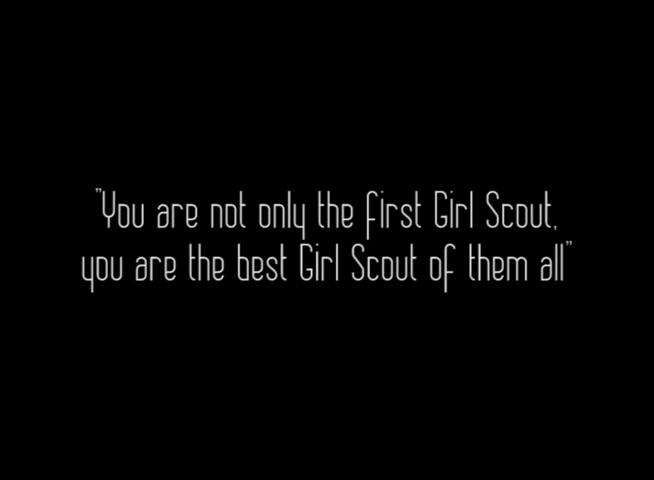 "You are not only the first Girl Scout,
you are the best Girl Scout of them all"